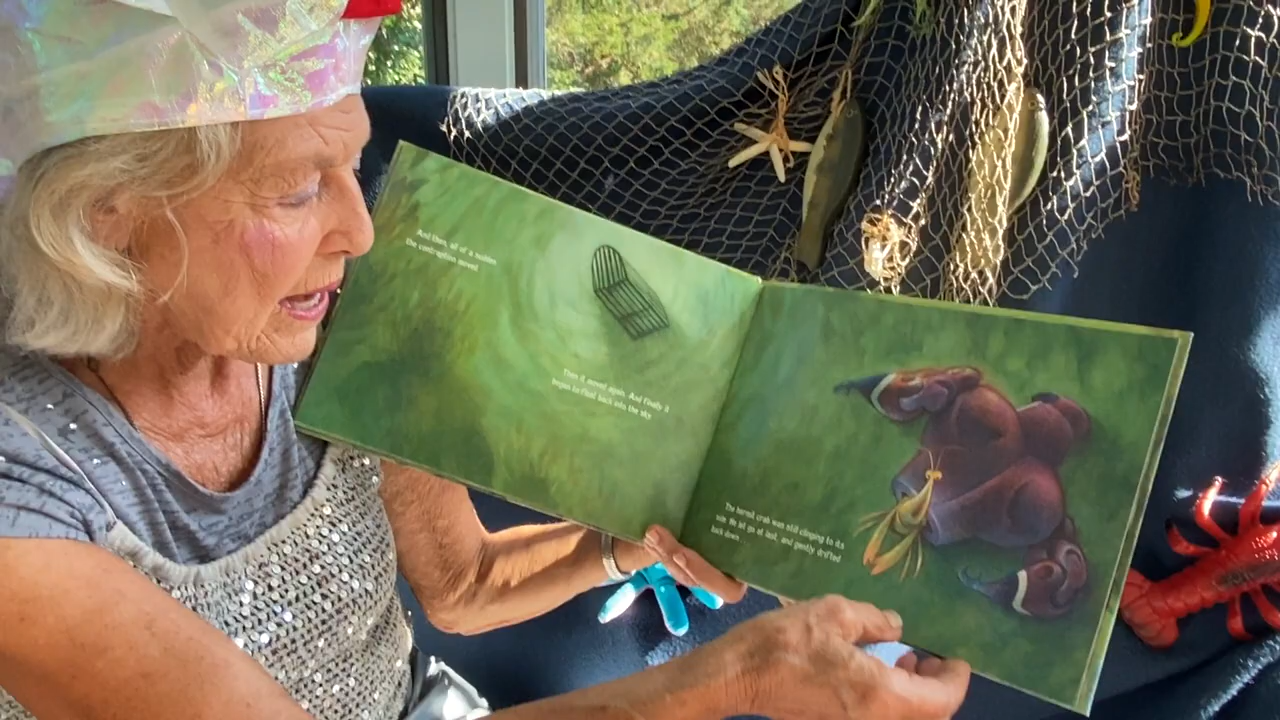 And then, all of a sudden
the contraption moved.
Then it moved again. And finally it
began to float back into the sky.
The hermit crab was still clinging to its
side. He let go at last, and gently drifted
back down...